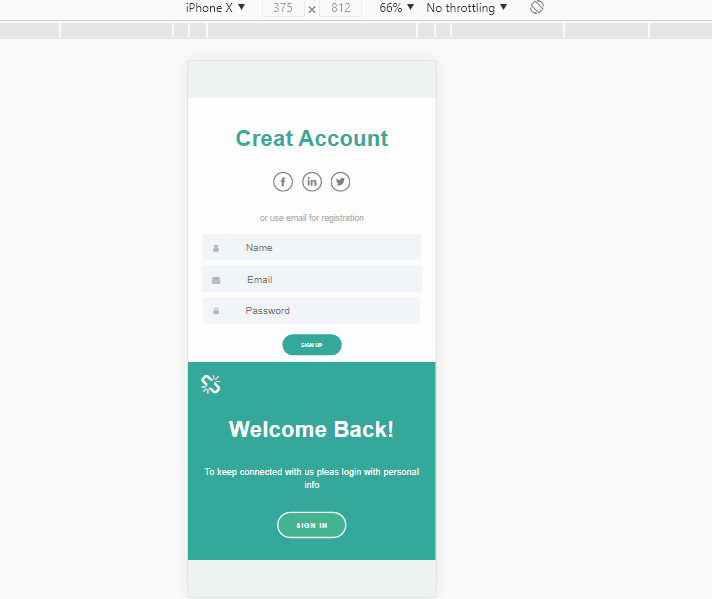 iPhone X ▼ 375 × 812 66% ▼ No throttling ▼
Creat Account
or use email for registration
Name
Email
Password
SIGN UP
Welcome Back!
To keep connected with us pleas login with personal
info
SIGN IN